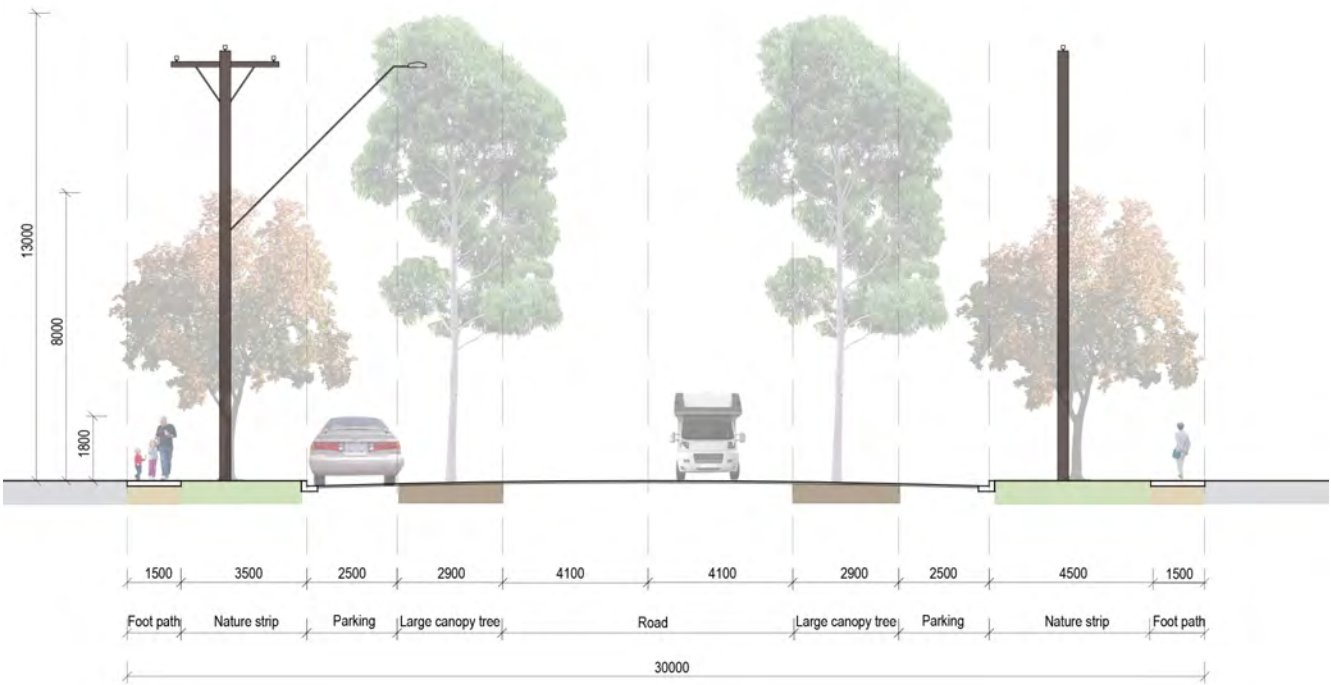 13000
8000
1800
1500 3500 2500 2900 4100 4100 2900 2500 4500 1500
Foot path Nature strip Parking Large canopy tree Road Large canopy tree Parking Nature strip Foot path
30000